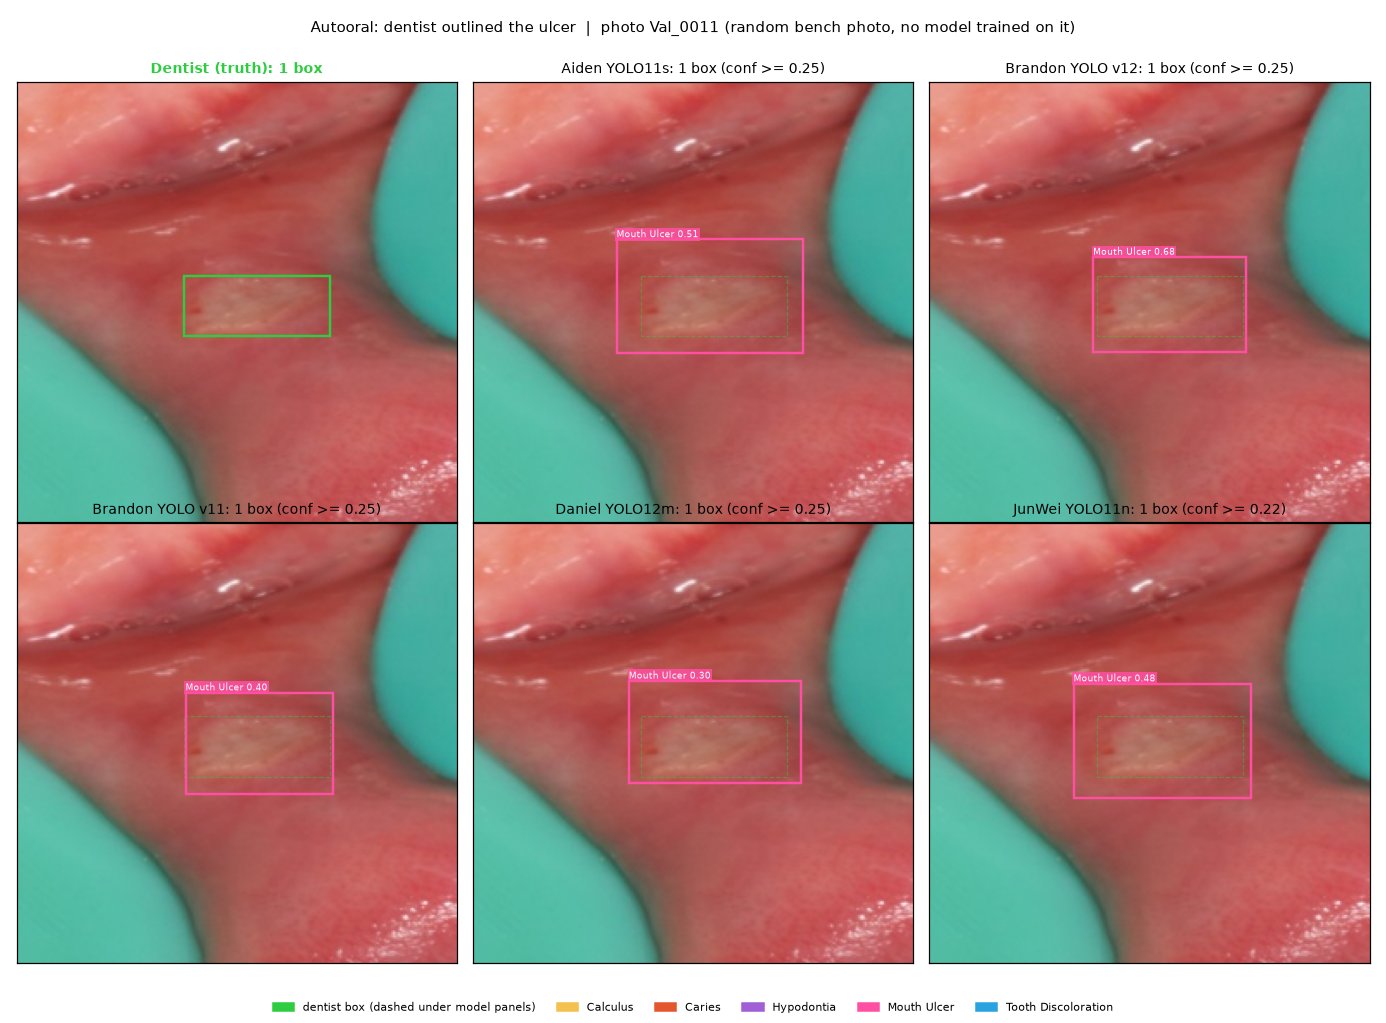 Autooral: dentist outlined the ulcer | photo Val_0011 (random bench photo, no model trained on it)
Dentist (truth): 1 box
Aiden YOLO11s: 1 box (conf >= 0.25)
Brandon YOLO v12: 1 box (conf >= 0.25)
Mouth Ulcer 0.51
Mouth Ulcer 0.68
Brandon YOLO v11: 1 box (conf >= 0.25)
Daniel YOLO12m: 1 box (conf >= 0.25)
JunWei YOLO11n: 1 box (conf >= 0.22)
Mouth Ulcer 0.40
Mouth Ulcer 0.30
Mouth Ulcer 0.48
dentist box (dashed under model panels)
Calculus
Caries
Hypodontia
Mouth Ulcer
Tooth Discoloration